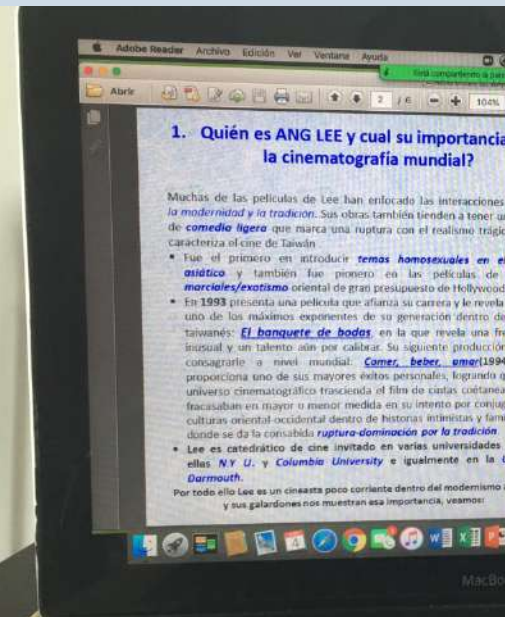 Adobe Reader Archivo Edición Ver Ventana Ayuda
Está compartiendo la
Abrir 2 / 6 104%
1. Quién es ANG LEE y cual su importancia
la cinematografía mundial?
Muchas de las películas de Lee han enfocado las interacciones
la modernidad y la tradición. Sus obras también tienden a tener
de comedia ligera que marca una ruptura con el realismo
caracteriza el cine de Taiwán
• Fue el primero en introducir temas homosexuales en
asiático y también fue pionero en las películas de
marciales/exotismo oriental de gran presupuesto de Hollywood
• En 1993 presenta una película que afianza su carrera y le revela
uno de los máximos exponentes de su generación dentro de
taiwanés: El banquete de bodas, en la que revela una
inusual y un talento aún por calibrar. Su siguiente producción
consagrarle a nivel mundial: Comer, beber, amar(1994
proporciona uno de sus mayores éxitos personales, logrando
universo cinematográfico trascienda el film de cintas coétanea
fracasaban en mayor o menor medida en su intento por
culturas oriental-occidental dentro de historias intimistas y
donde se da la consabida ruptura-dominación por la tradición
• Lee es catedrático de cine invitado en varias universidades
ellas N.Y U. y Columbia University e igualmente en la
Darmouth.
Por todo ello Lee es un cineasta poco corriente dentro del modernismo
y sus galardones nos muestran esa importancia, veamos:
MacBo